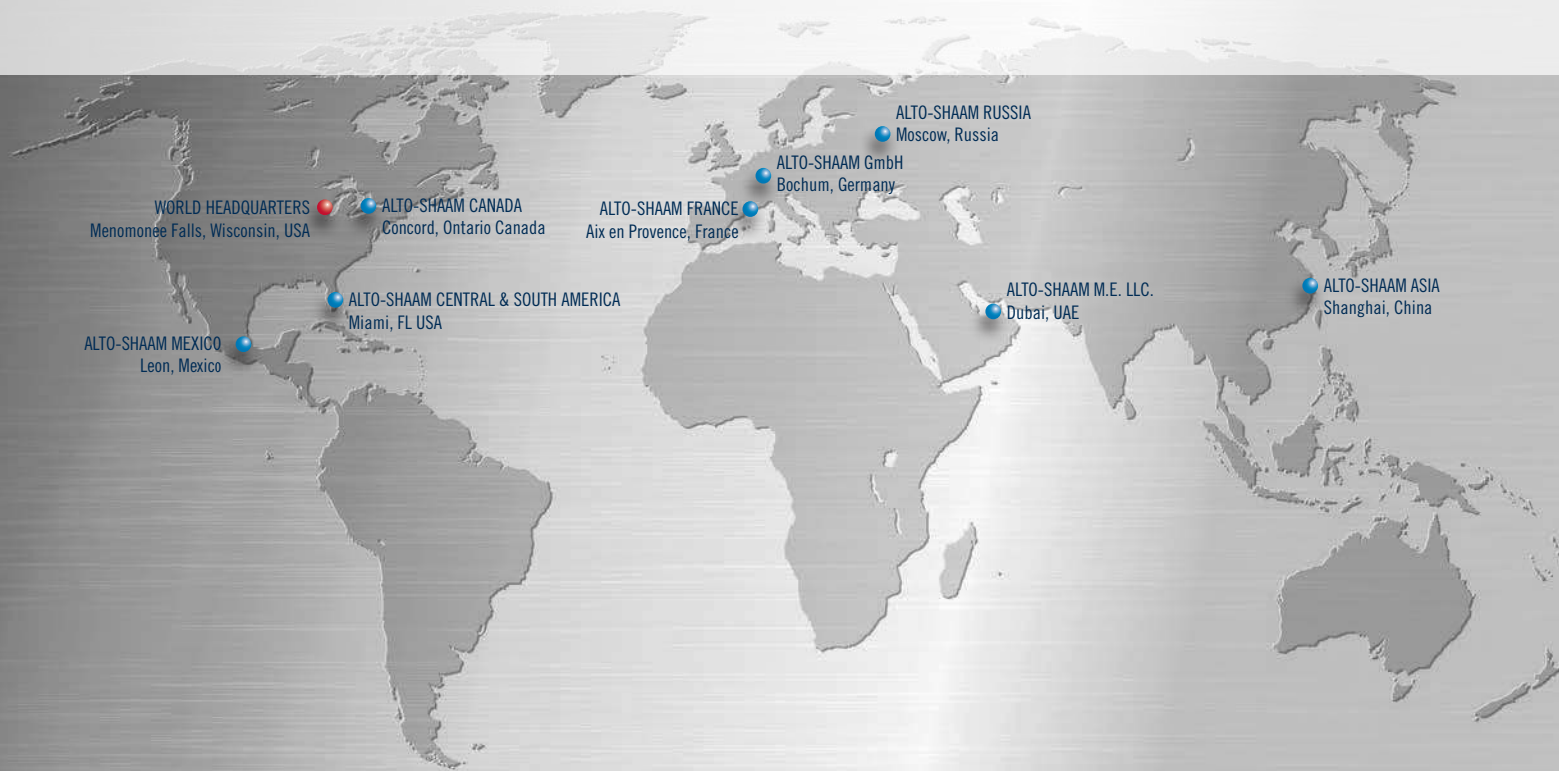 ALTO-SHAAM RUSSIA
Moscow, Russia
ALTO-SHAAM GmbH
Bochum, Germany
WORLD HEADQUARTERS
Menomonee Falls, Wisconsin, USA
ALTO-SHAAM CANADA
Concord, Ontario Canada
ALTO-SHAAM FRANCE
Aix en Provence, France
ALTO-SHAAM CENTRAL & SOUTH AMERICA
Miami, FL USA
ALTO-SHAAM M.E. LLC.
Dubai, UAE
ALTO-SHAAM ASIA
Shanghai, China
ALTO-SHAAM MEXICO
Leon, Mexico